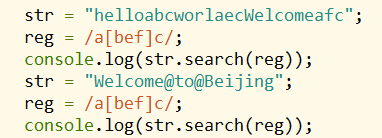 str = "helloabcworlaecWelcomeafc";
reg = /a[bef]c/;
console.log(str.search(reg));
str = "Welcome@to@Beijing";
reg = /a[bef]c/;
console.log(str.search(reg));